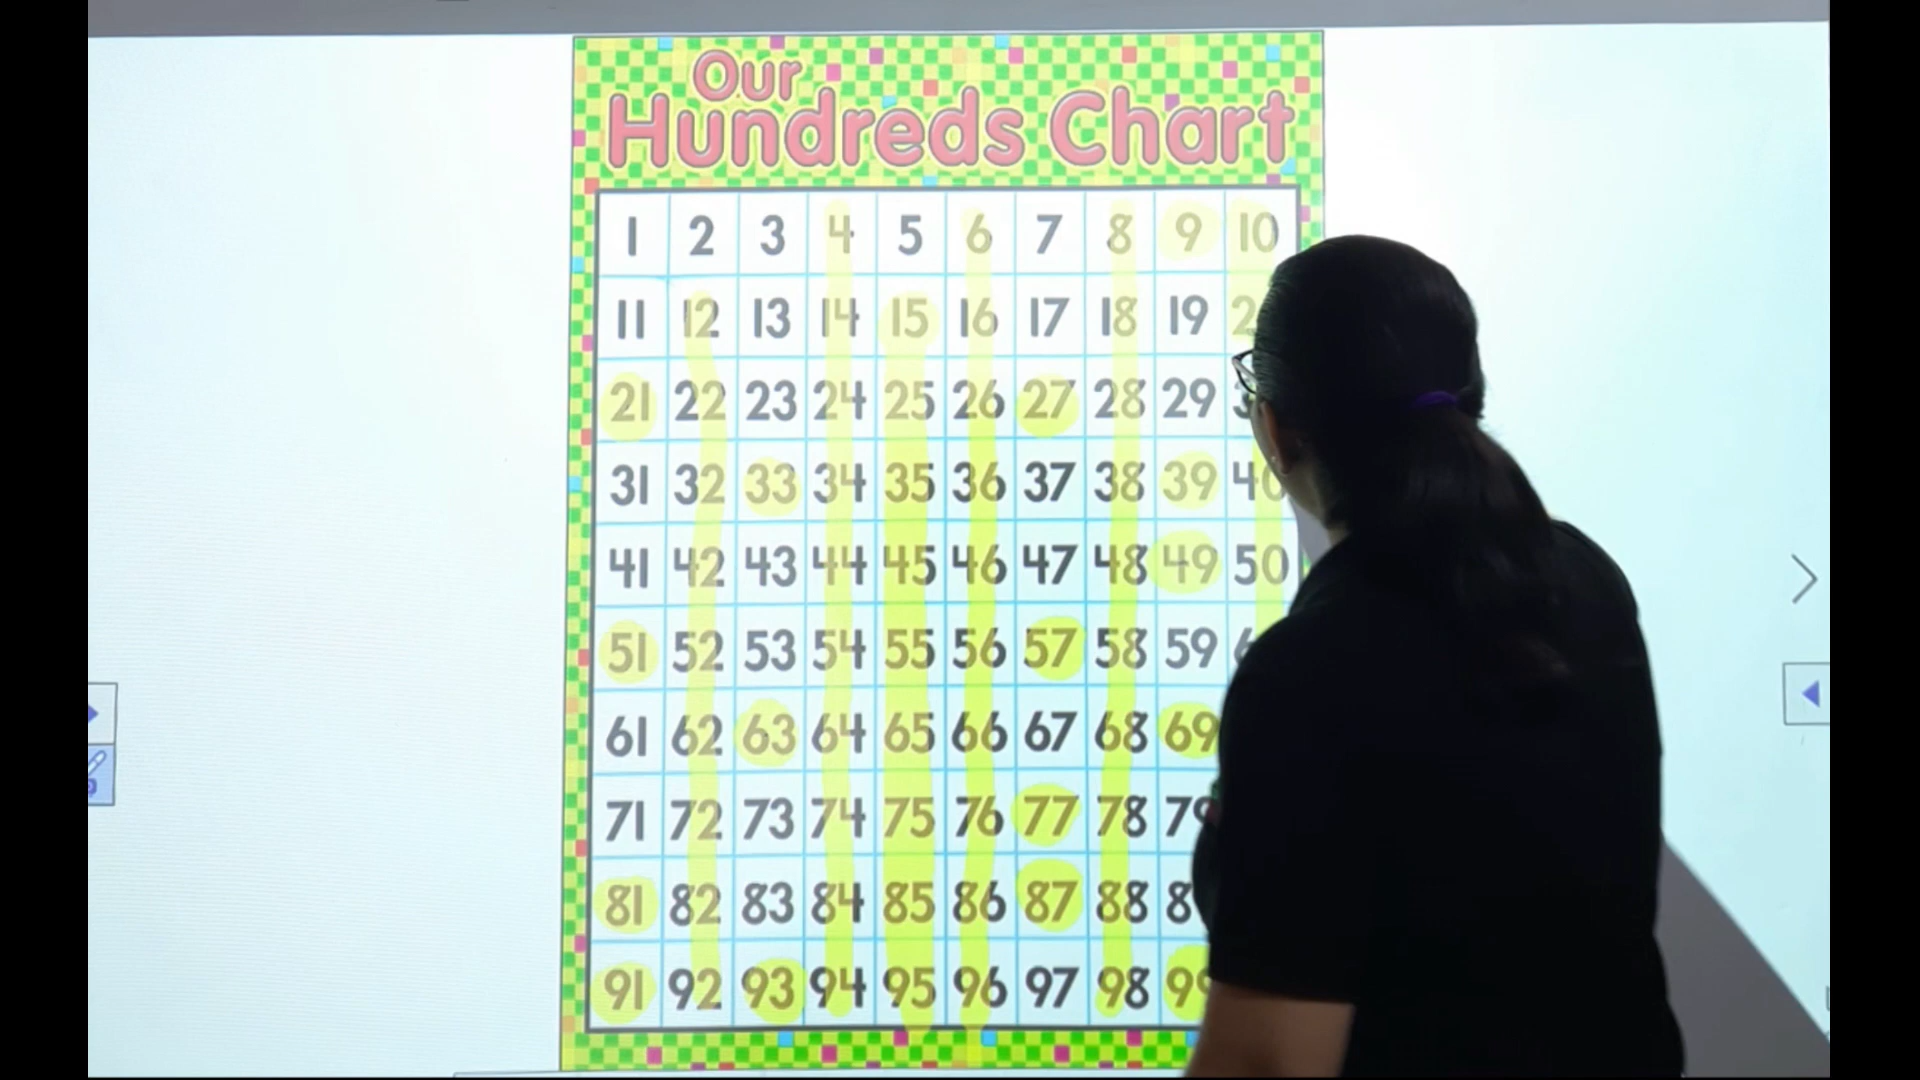 Our
Hundreds Chart
1 2 3 4 5 6 7 8 9 10
11 12 13 14 15 16 17 18 19
21 22 23 24 25 26 27 28 29
31 32 33 34 35 36 37 38 39 40
41 42 43 44 45 46 47 48 49 50
51 52 53 54 55 56 57 58 59
61 62 63 64 65 66 67 68 69
71 72 73 74 75 76 77 78 79
81 82 83 84 85 86 87 88
91 92 93 94 95 96 97 98 99